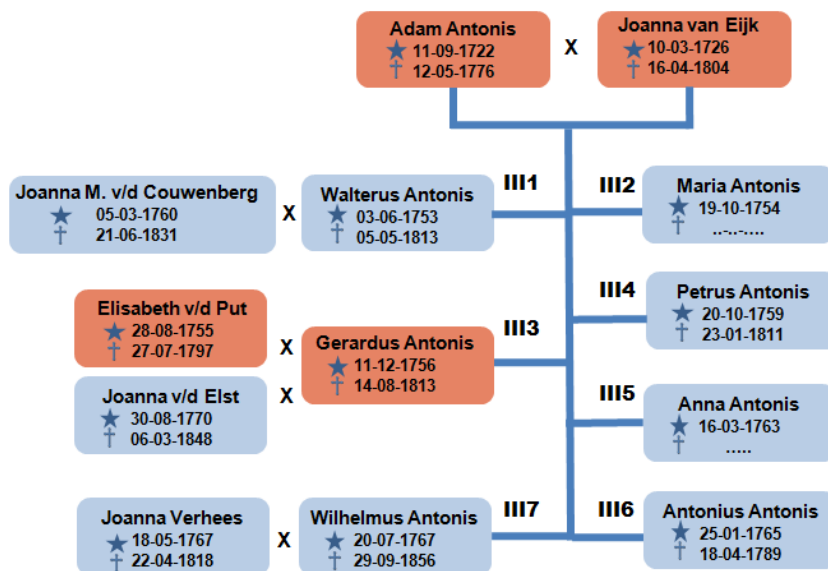 Adam Antonis
11-09-1722
12-05-1776
X
Joanna van Eijk
10-03-1726
16-04-1804
Joanna M. v/d Couwenberg
05-03-1760
21-06-1831
X
Walterus Antonis
03-06-1753
05-05-1813
III1
III2
Maria Antonis
19-10-1754
..-..-....
Elisabeth v/d Put
28-08-1755
27-07-1797
X
Joanna v/d Elst
30-08-1770
06-03-1848
X
Gerardus Antonis
11-12-1756
14-08-1813
III3
III4
Petrus Antonis
20-10-1759
23-01-1811
III5
Anna Antonis
16-03-1763
.....
Joanna Verhees
18-05-1767
22-04-1818
X
Wilhelmus Antonis
20-07-1767
29-09-1856
III7
III6
Antonius Antonis
25-01-1765
18-04-1789